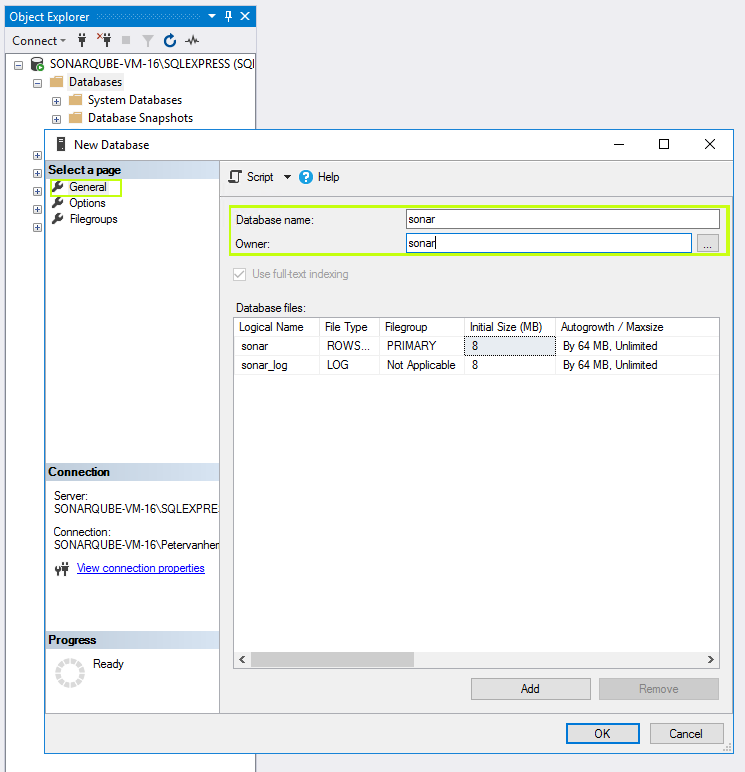 Object Explorer
Connect
SONARQUBE-VM-16\SQLEXPRESS (SQL
Databases
System Databases
Database Snapshots
New Database
Select a page
General
Options
Filegroups
Script
Help
Database name:
sonar
Owner:
sonar
...
Use full-text indexing
Database files:
Logical Name File Type Filegroup Initial Size (MB) Autogrowth / Maxsize
sonar ROWS... PRIMARY 8 By 64 MB, Unlimited
sonar_log LOG Not Applicable 8 By 64 MB, Unlimited
Connection
Server:
SONARQUBE-VM-16\SQLEXPRES
Connection:
SONARQUBE-VM-16\Petervanhem
View connection properties
Progress
Ready
Add
Remove
OK
Cancel